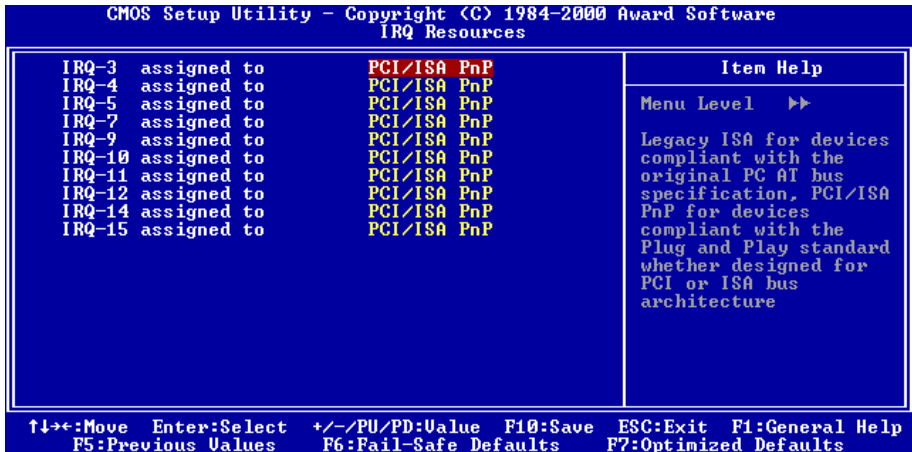 CMOS Setup Utility - Copyright (C) 1984-2000 Award Software
IRQ Resources
IRQ-3 assigned to PCI/ISA PnP
IRQ-4 assigned to PCI/ISA PnP
IRQ-5 assigned to PCI/ISA PnP
IRQ-7 assigned to PCI/ISA PnP
IRQ-9 assigned to PCI/ISA PnP
IRQ-10 assigned to PCI/ISA PnP
IRQ-11 assigned to PCI/ISA PnP
IRQ-12 assigned to PCI/ISA PnP
IRQ-14 assigned to PCI/ISA PnP
IRQ-15 assigned to PCI/ISA PnP
Item Help
Menu Level ▶▶
Legacy ISA for devices
compliant with the
original PC AT bus
specification, PCI/ISA
PnP for devices
compliant with the
Plug and Play standard
whether designed for
PCI or ISA bus
architecture
↑↓→←:Move Enter:Select +/-/PU/PD:Value F10:Save ESC:Exit F1:General Help
F5:Previous Values F6:Fail-Safe Defaults F7:Optimized Defaults